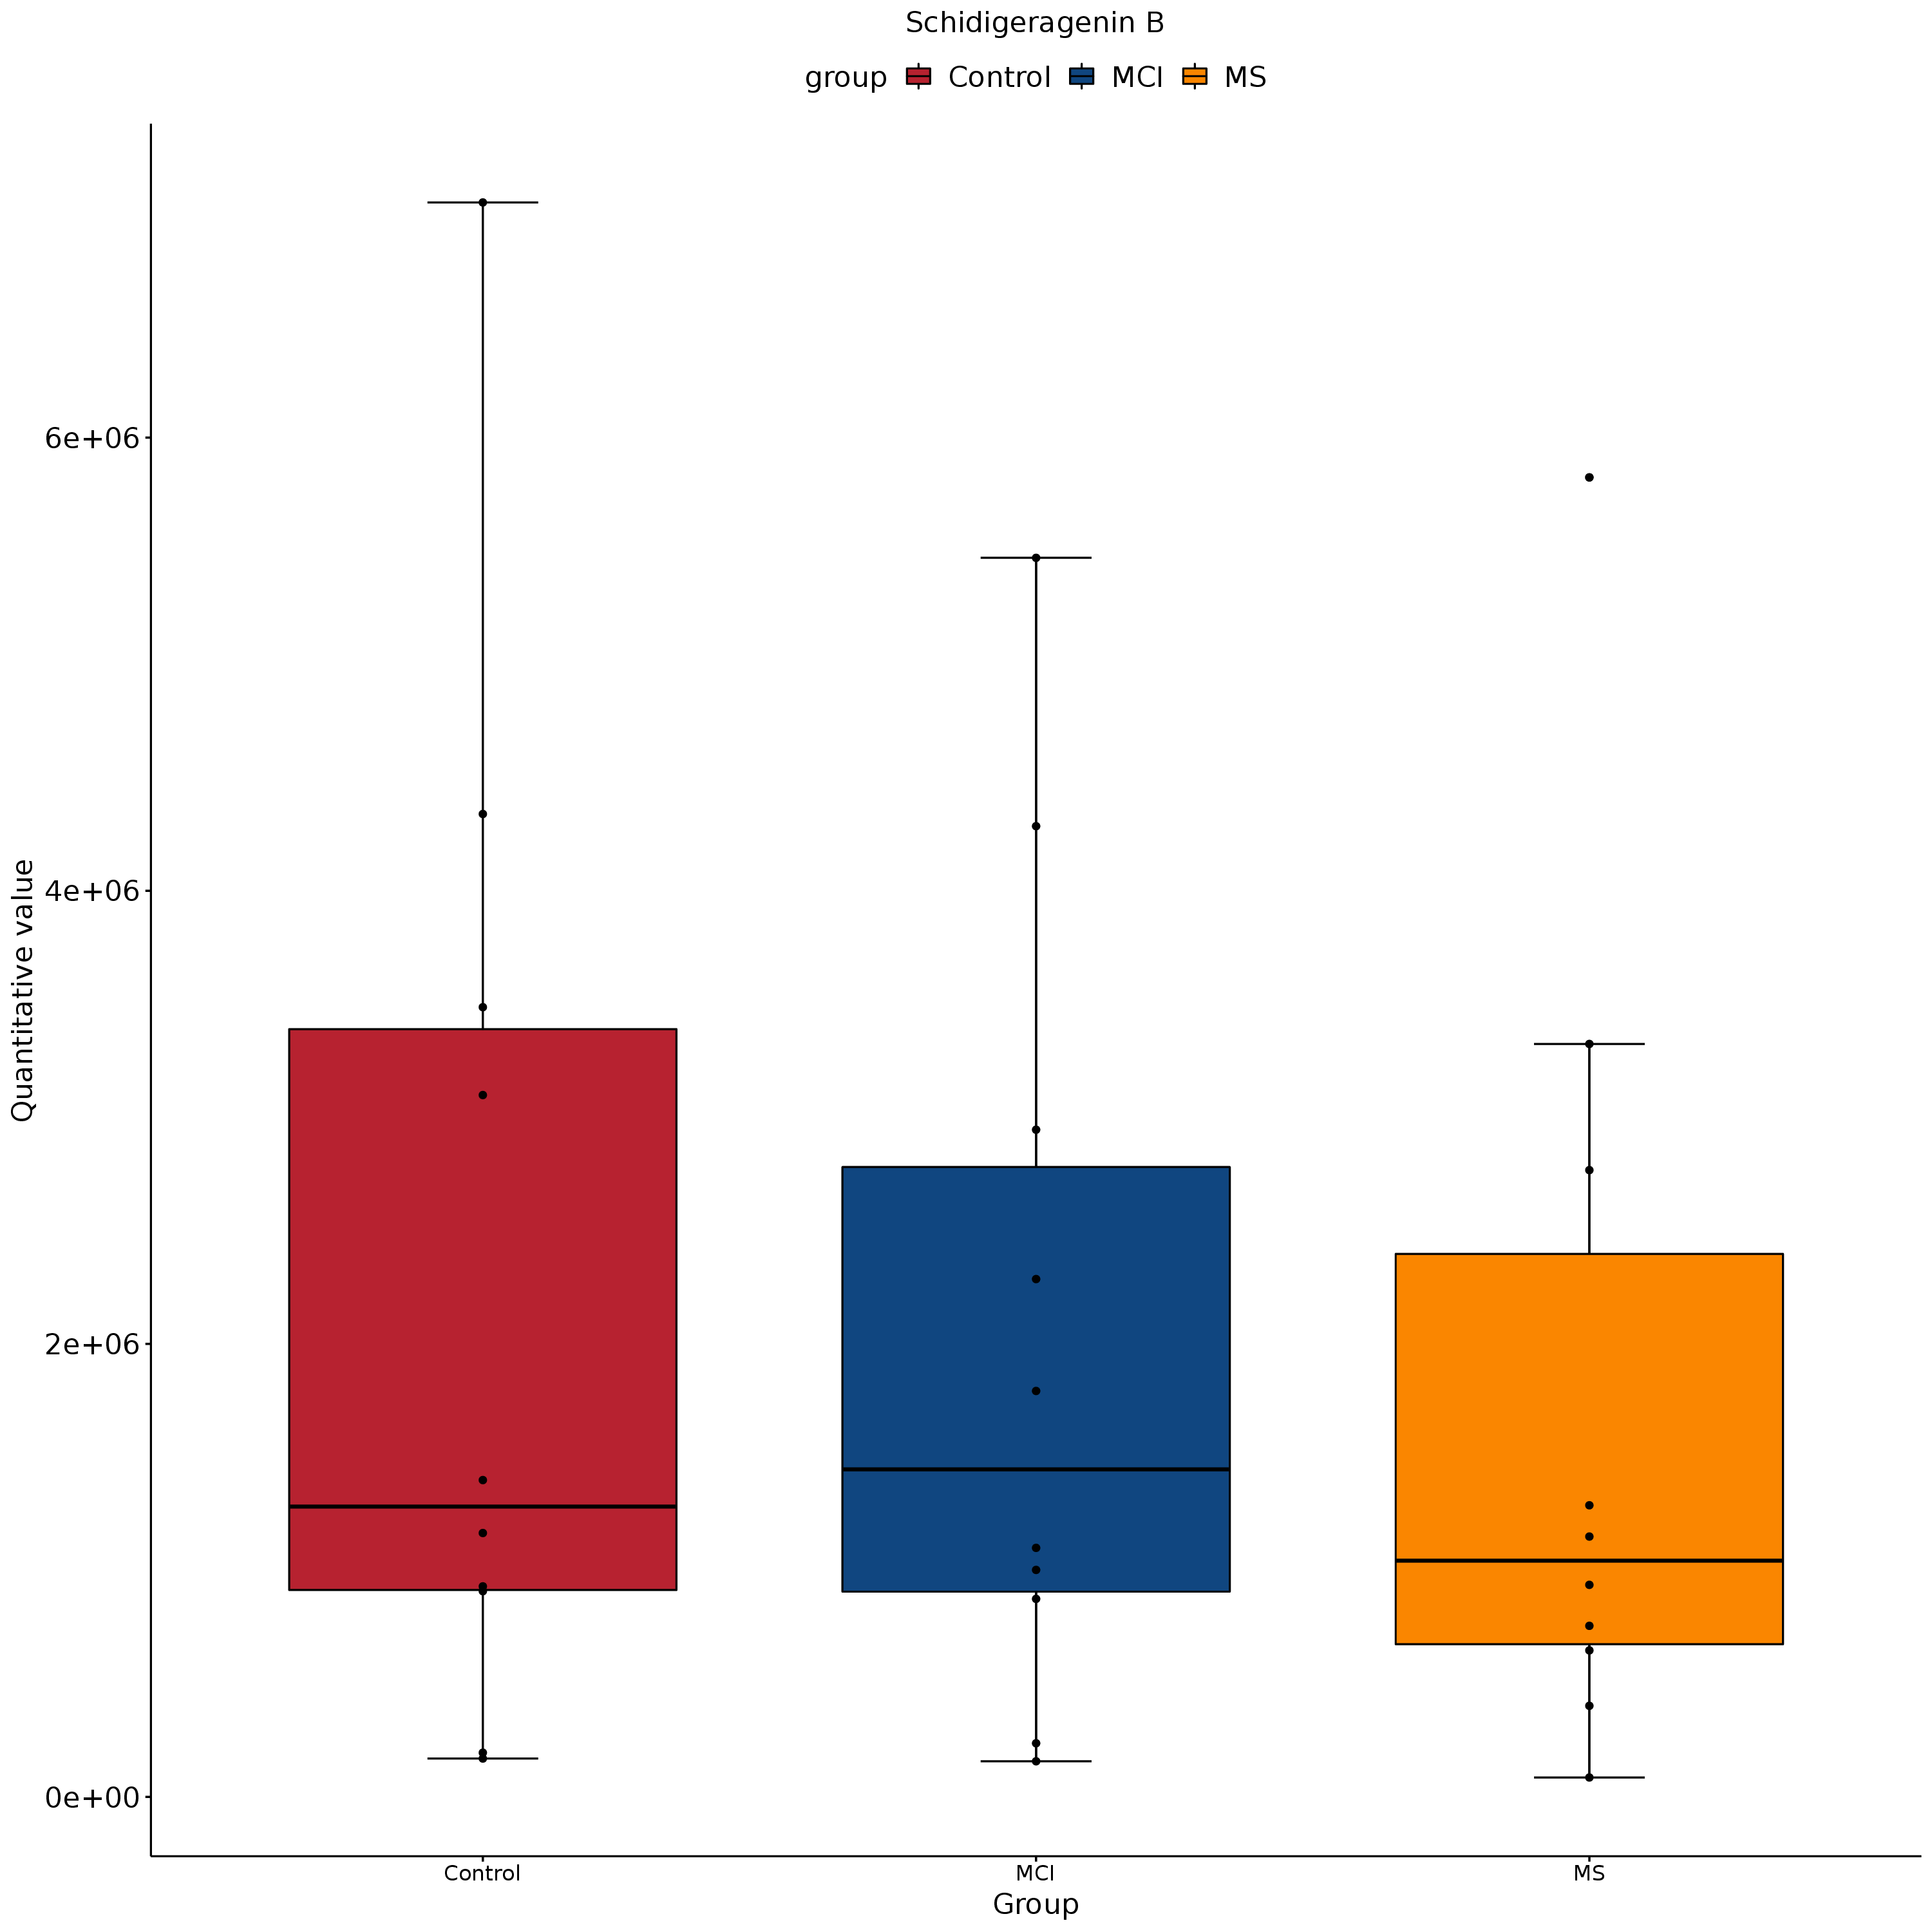 Schidigeragenin B
group Control MCI MS
Quantitative value
6e+06
4e+06
2e+06
0e+00
Control MCI MS
Group